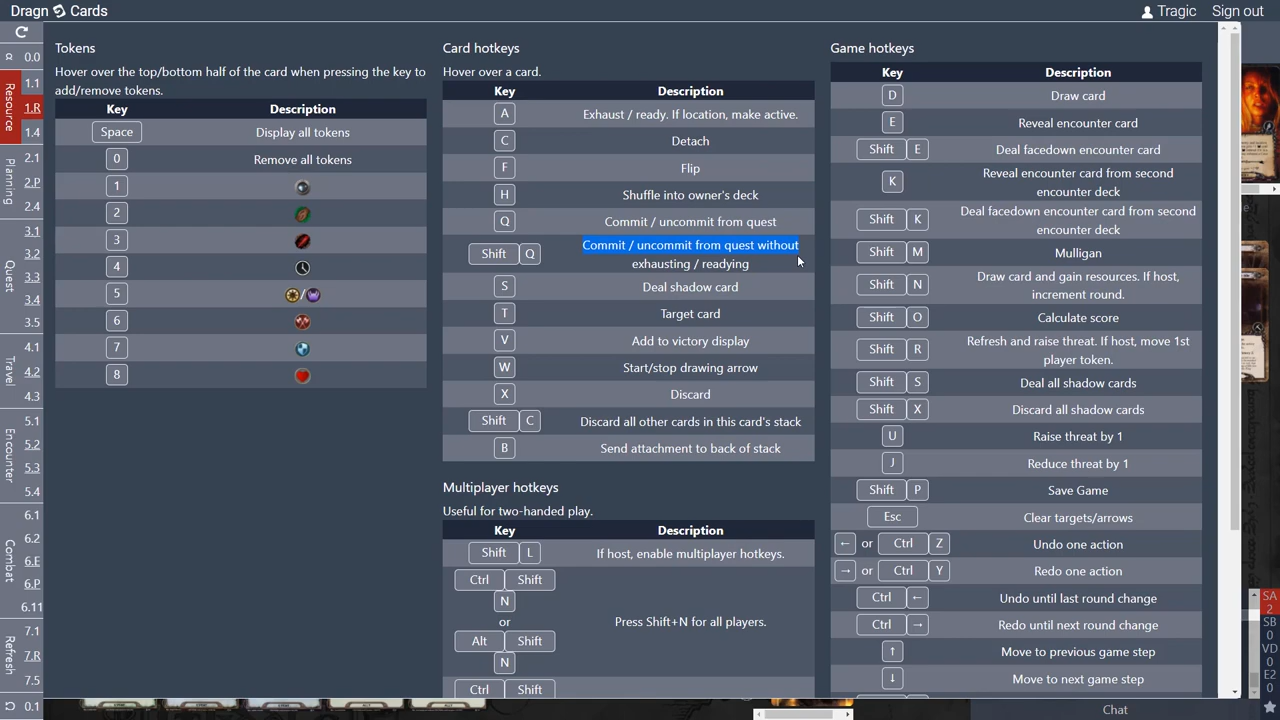 Dragn Cards
Tragic
Sign out
0.0
Resource
1.1
1.R
1.4
Planning
2.1
2.P
2.4
Quest
3.1
3.2
3.3
3.4
3.5
Travel
4.1
4.2
4.3
Encounter
5.1
5.2
5.3
5.4
Combat
6.1
6.2
6.E
6.P
6.11
Refresh
7.1
7.R
7.5
0.1
Tokens
Hover over the top/bottom half of the card when pressing the key to
add/remove tokens.
Key Description
Space Display all tokens
0 Remove all tokens
1
2
3
4
5 /
6
7
8
Card hotkeys
Hover over a card.
Key Description
A Exhaust / ready. If location, make active.
C Detach
F Flip
H Shuffle into owner's deck
Q Commit / uncommit from quest
Shift Q Commit / uncommit from quest without
exhausting / readying
S Deal shadow card
T Target card
V Add to victory display
W Start/stop drawing arrow
X Discard
Shift C Discard all other cards in this card's stack
B Send attachment to back of stack
Multiplayer hotkeys
Useful for two-handed play.
Key Description
Shift L If host, enable multiplayer hotkeys.
Ctrl Shift
N
or
Alt Shift
N
Press Shift+N for all players.
Ctrl Shift
Game hotkeys
Key Description
D Draw card
E Reveal encounter card
Shift E Deal facedown encounter card
K Reveal encounter card from second
encounter deck
Shift K Deal facedown encounter card from second
encounter deck
Shift M Mulligan
Shift N Draw card and gain resources. If host,
increment round.
Shift O Calculate score
Shift R Refresh and raise threat. If host, move 1st
player token.
Shift S Deal all shadow cards
Shift X Discard all shadow cards
U Raise threat by 1
J Reduce threat by 1
Shift P Save Game
Esc Clear targets/arrows
← or Ctrl Z Undo one action
→ or Ctrl Y Redo one action
Ctrl ← Undo until last round change
Ctrl → Redo until next round change
↑ Move to previous game step
↓ Move to next game step
SA
2
SB
0
VD
0
E2
0
Chat